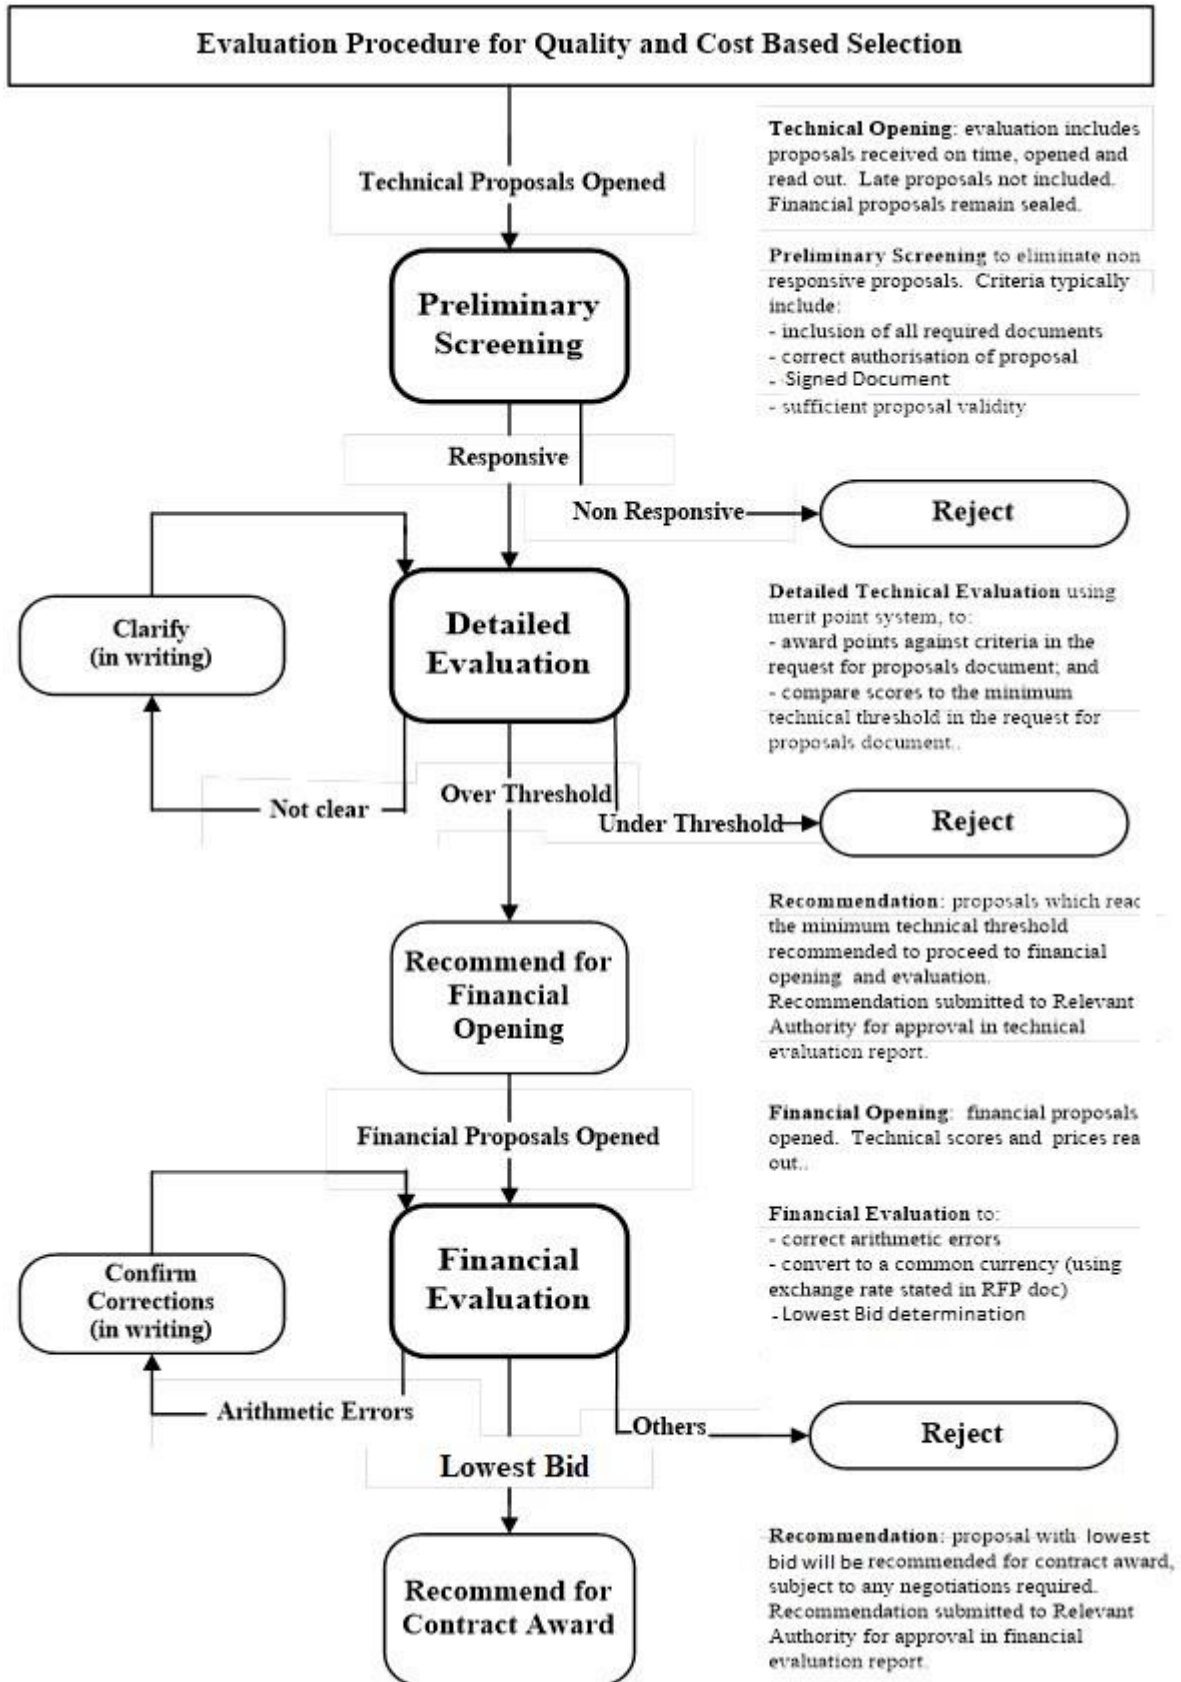 Evaluation Procedure for Quality and Cost Based Selection
Technical Proposals Opened
Technical Opening: evaluation includes
proposals received on time, opened and
read out. Late proposals not included.
Financial proposals remain sealed.
Preliminary
Screening
Preliminary Screening to eliminate non
responsive proposals. Criteria typically
include:
- inclusion of all required documents
- correct authorisation of proposal
- Signed Document
- sufficient proposal validity
Responsive
Non Responsive
Reject
Clarify
(in writing)
Detailed
Evaluation
Detailed Technical Evaluation using
merit point system, to:
- award points against criteria in the
request for proposals document; and
- compare scores to the minimum
technical threshold in the request for
proposals document..
Not clear
Over Threshold
Under Threshold
Reject
Recommend for
Financial
Opening
Recommendation: proposals which reac
the minimum technical threshold
recommended to proceed to financial
opening and evaluation.
Recommendation submitted to Relevant
Authority for approval in technical
evaluation report.
Financial Proposals Opened
Financial Opening: financial proposals
opened. Technical scores and prices rea
out..
Confirm
Corrections
(in writing)
Financial
Evaluation
Financial Evaluation to:
- correct arithmetic errors
- convert to a common currency (using
exchange rate stated in RFP doc)
- Lowest Bid determination
Arithmetic Errors
Others
Reject
Lowest Bid
Recommend for
Contract Award
Recommendation: proposal with lowest
bid will be recommended for contract award,
subject to any negotiations required.
Recommendation submitted to Relevant
Authority for approval in financial
evaluation report.